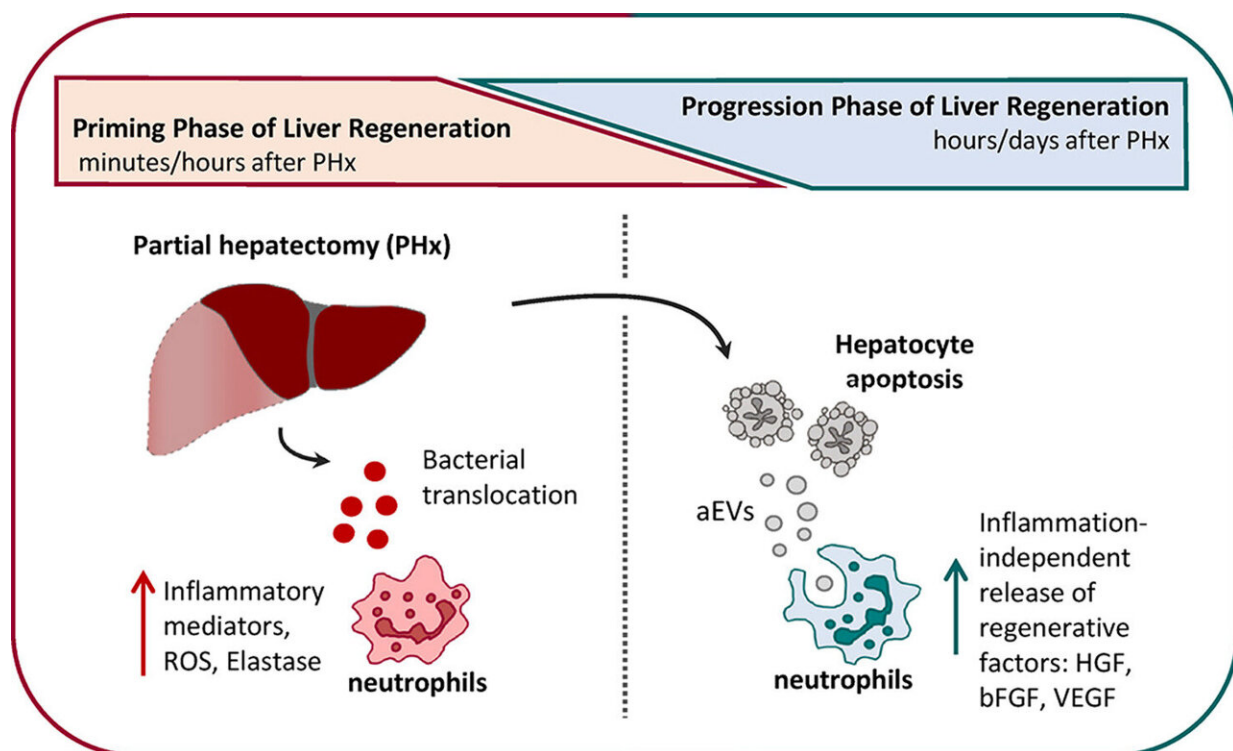 Priming Phase of Liver Regeneration
minutes/hours after PHx
Progression Phase of Liver Regeneration
hours/days after PHx
Partial hepatectomy (PHx)
Bacterial
translocation
Inflammatory
mediators,
ROS, Elastase
neutrophils
Hepatocyte
apoptosis
aEVs
neutrophils
Inflammation-
independent
release of
regenerative
factors: HGF,
bFGF, VEGF